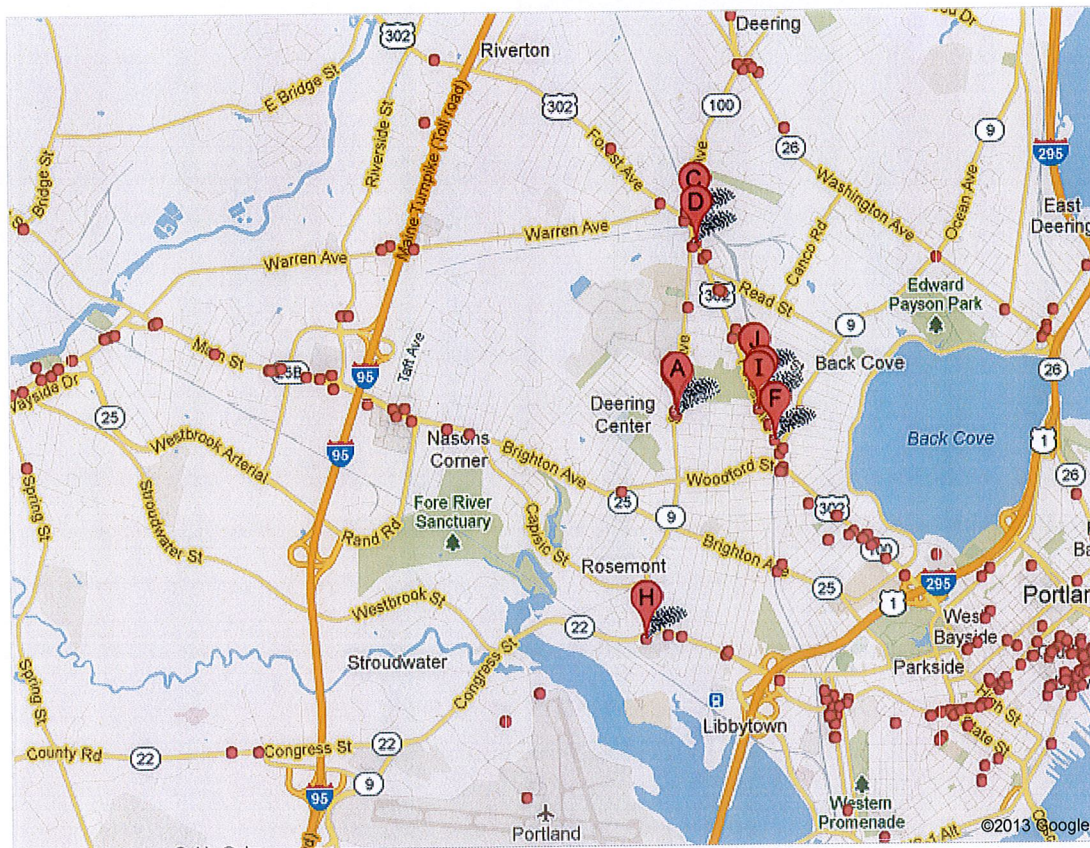 302
Riverton
Deering
E Bridge St
Riverside St
302
100
9
Bridge St
Maine Turnpike (Toll road)
Forest Ave
26
295
C
Washington Ave
Ocean Ave
D
East
Deering
Warren Ave
Warren Ave
Canco Rd
302
Read St
Edward
Payson Park
Main St
Taft Ave
9
J
Back Cove
95
A
I
26
Wayside Dr
25B
F
Deering
Center
25
Back Cove
1
Westbrook Arterial
95
Nasons
Corner
Brighton Ave
Woodford St
26
Spring St
Stroudwater St
Fore River
Sanctuary
25
302
Rand Rd
Capisic St
9
100
Rosemont
Brighton Ave
25
295
H
1
Westbrook St
22
West
Bayside
Stroudwater
Congress St
Parkside
High St
Spring St
Libbytown
State St
County Rd
22
Congress St
22
9
95
Western
Promenade
Portland
US-1 Alt
©2013 Google